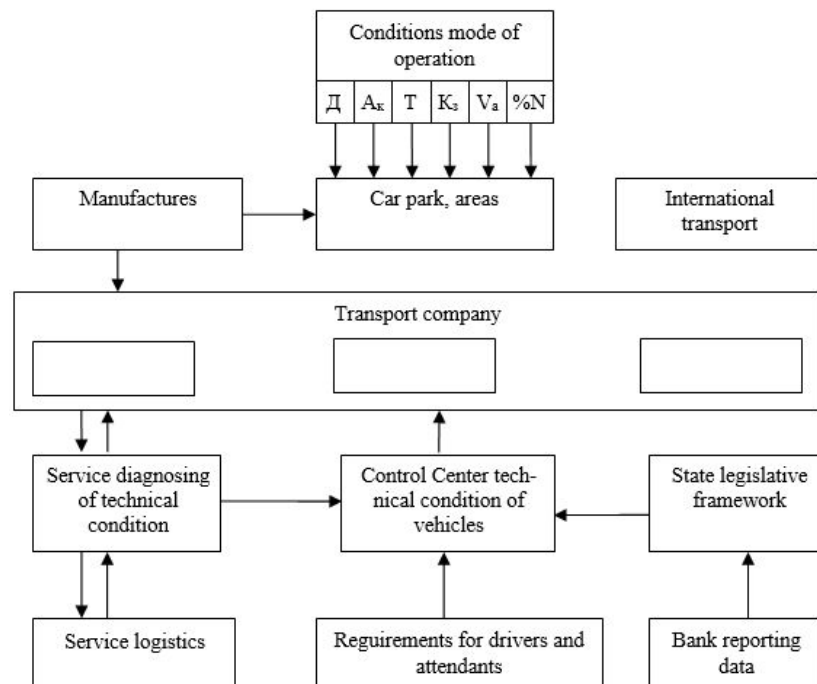 Conditions mode of
operation
Д Aк T Kз Va %N
Manufactures
Car park, areas
International
transport
Transport company
Service diagnosing
of technical
condition
Control Center tech-
nical condition of
vehicles
State legislative
framework
Service logistics
Reguirements for drivers and
attendants
Bank reporting
data